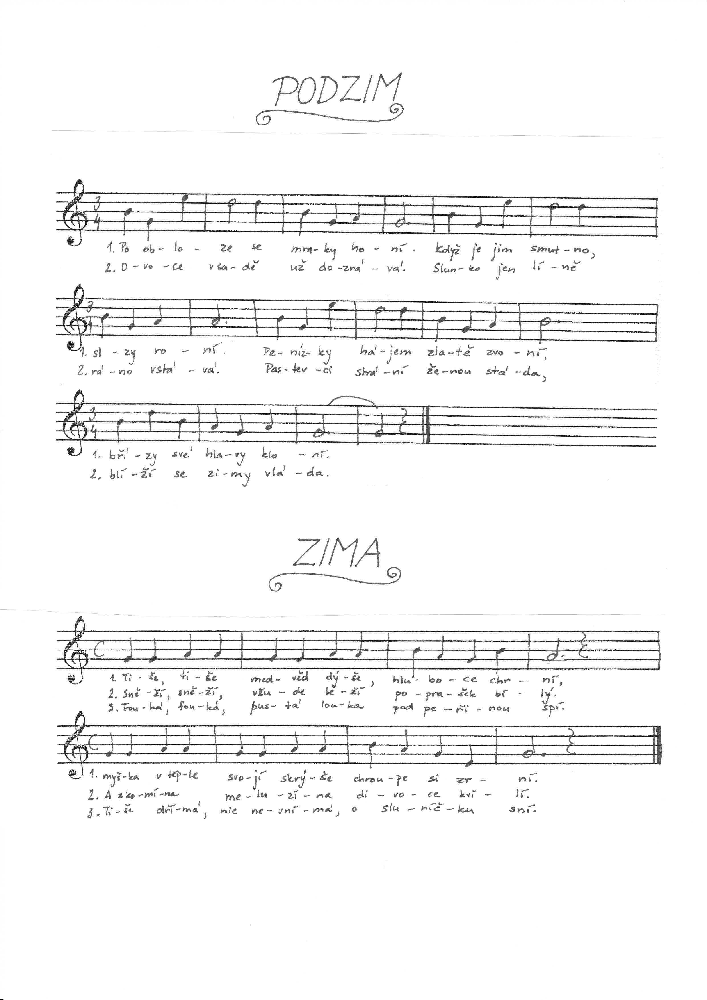 PODZIM
3 4
1. Po ob-lo - ze se mra-ky ho - ní. Když je jim smut-no,
2. O-vo-ce vša-dě už do-zrá - vá. Slun-ko jen lí-ně
3 4
1. sl - zy ro - ní. Pe-níz-ky há-jem zla-tě zvo-ní,
2. rá-no vstá - vá. Pas-tev-ci strá-ní že-nou stá-da,
3 4
1. bří-zy své hla-vy klo - ní.
2. blí-ží se zi-my vlá-da.
ZIMA
C
1. Ti-še, ti-še med-věd dý-še, hlu-bo-ce chr - ní,
2. Sně-ží, sně-ží, všu-de le-ží po-pra-šek bí - lý.
3. Fou-ká, fou-ká, pus-tá lou-ka pod pe-ři-nou spí.
C
1. myš-ka v tep-le svo-jí skrý-še chrou-pe si zr - ní.
2. A z ko-mí-na me-lu-zí-na di-vo-ce kví - lí.
3. Ti-še dří-má, nic ne-vní-má, o slu-níč-ku sní.